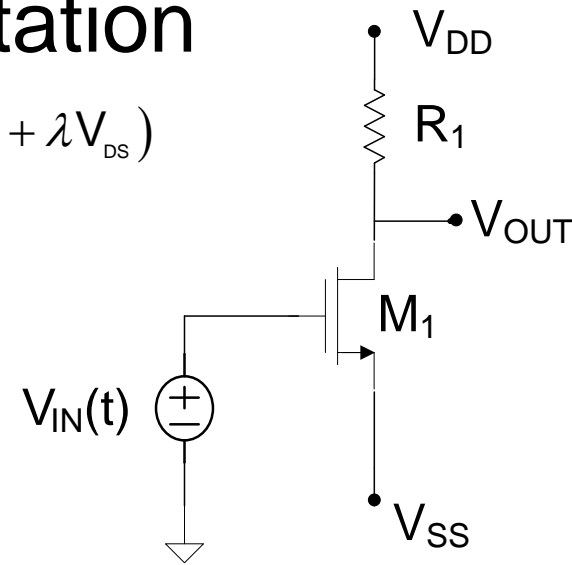 tation
+ λV_DS )
V_DD
R_1
V_OUT
M_1
V_IN(t)
+
−
V_SS